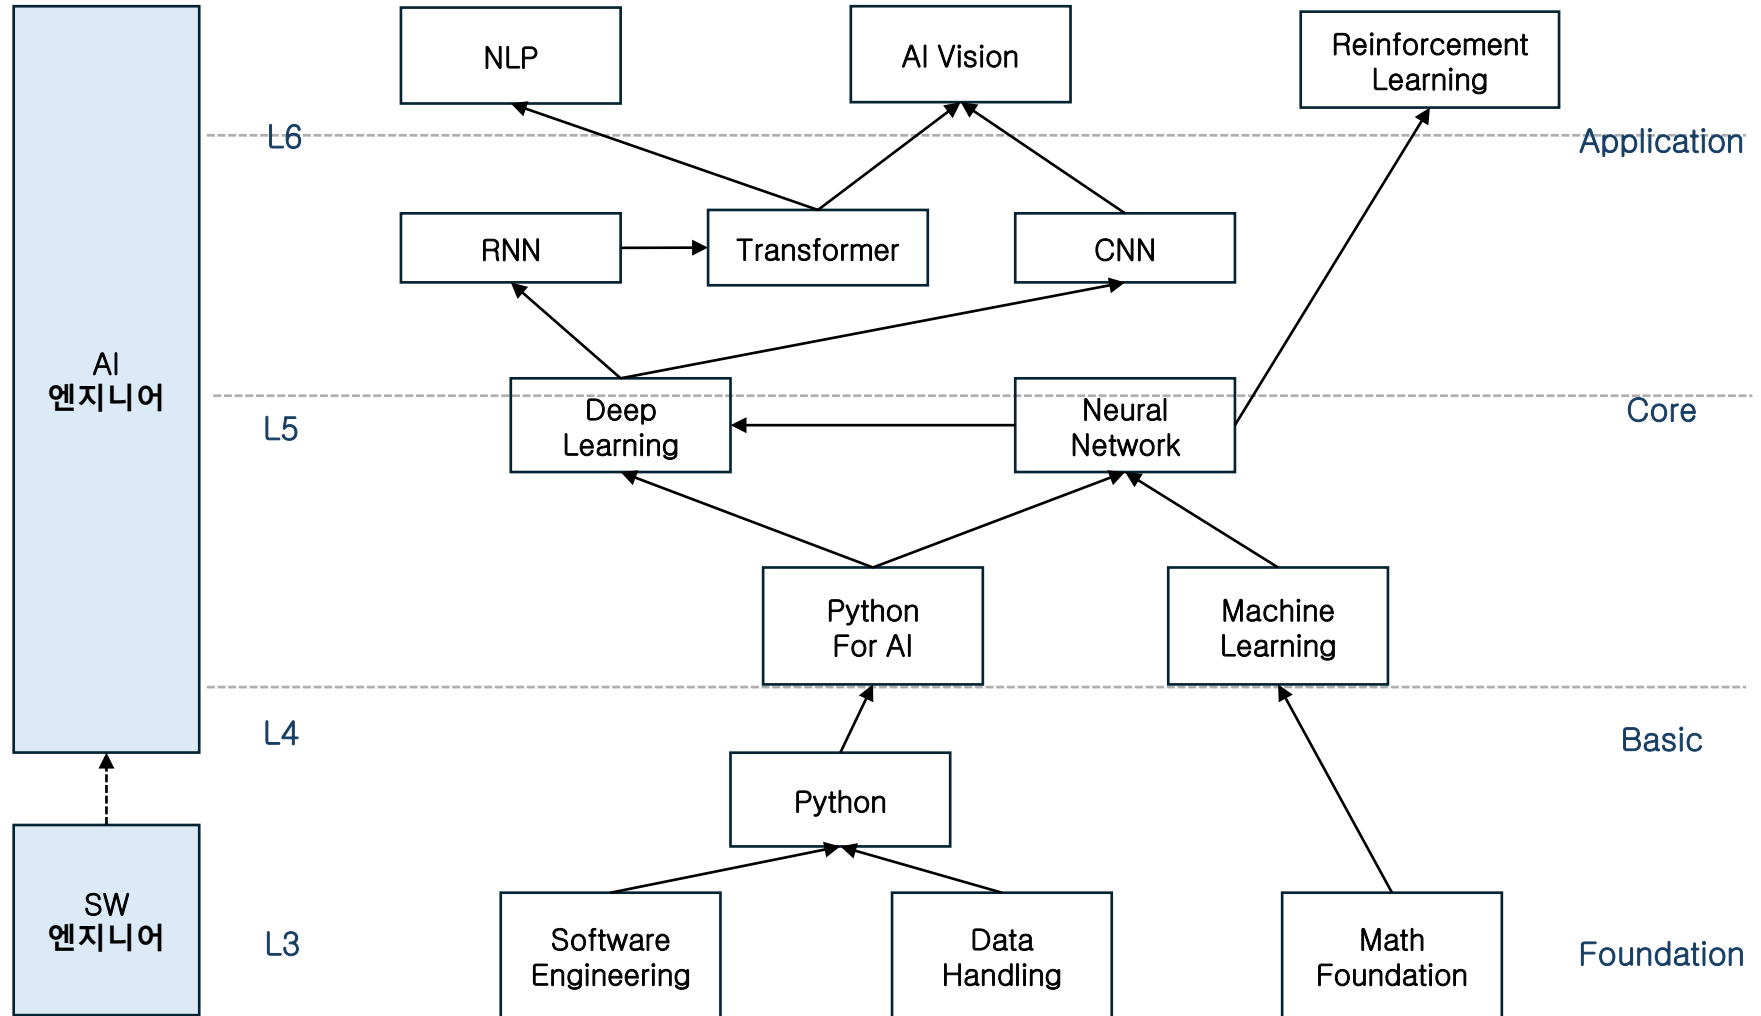 NLP
AI Vision
Reinforcement
Learning
L6
Application
RNN
Transformer
CNN
AI
엔지니어
Deep
Learning
Neural
Network
L5
Core
Python
For AI
Machine
Learning
L4
Basic
Python
SW
엔지니어
L3
Software
Engineering
Data
Handling
Math
Foundation
Foundation